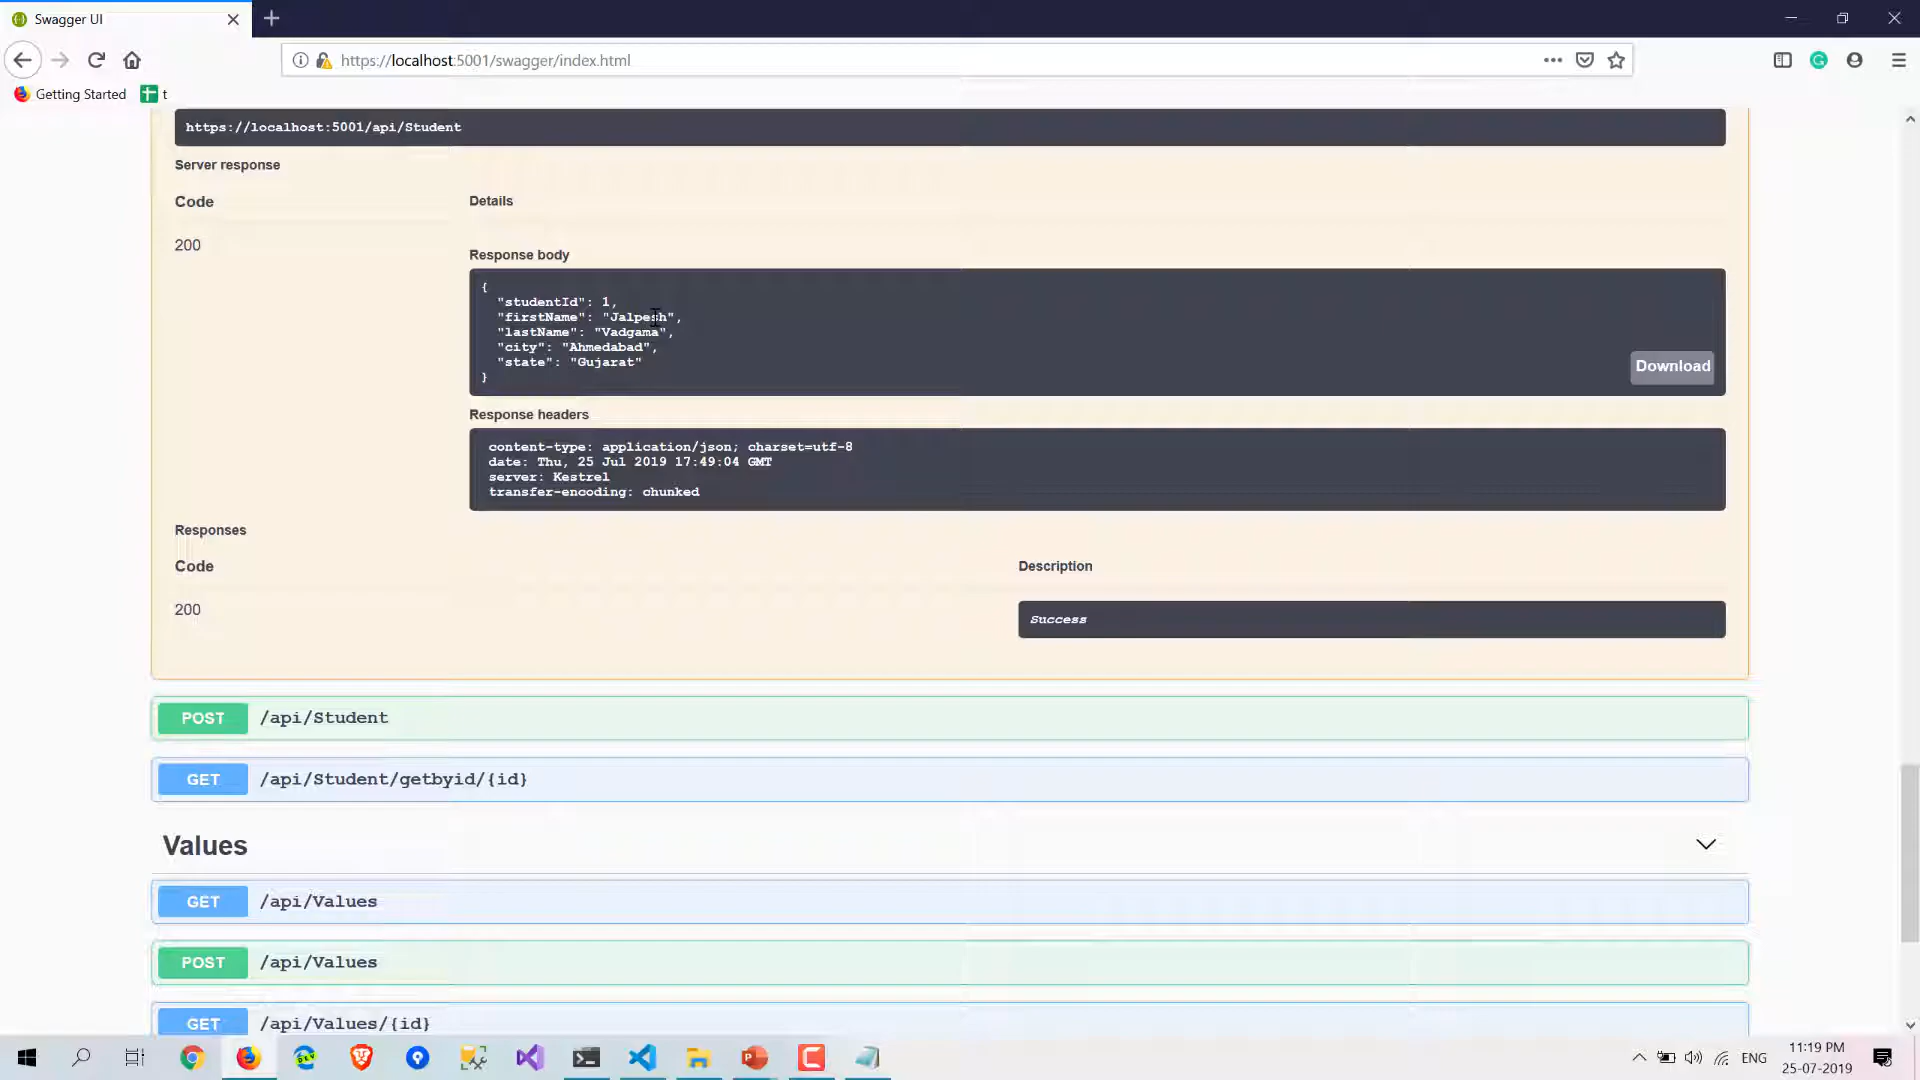 Swagger UI
https://localhost:5001/swagger/index.html
Getting Started
t
https://localhost:5001/api/Student
Server response
Code
Details
200
Response body
{
"studentId": 1,
"firstName": "Jalpesh",
"lastName": "Vadgama",
"city": "Ahmedabad",
"state": "Gujarat"
}
Download
Response headers
content-type: application/json; charset=utf-8
date: Thu, 25 Jul 2019 17:49:04 GMT
server: Kestrel
transfer-encoding: chunked
Responses
Code
Description
200
Success
POST /api/Student
GET /api/Student/getbyid/{id}
Values
GET /api/Values
POST /api/Values
GET /api/Values/{id}
ENG
11:19 PM
25-07-2019